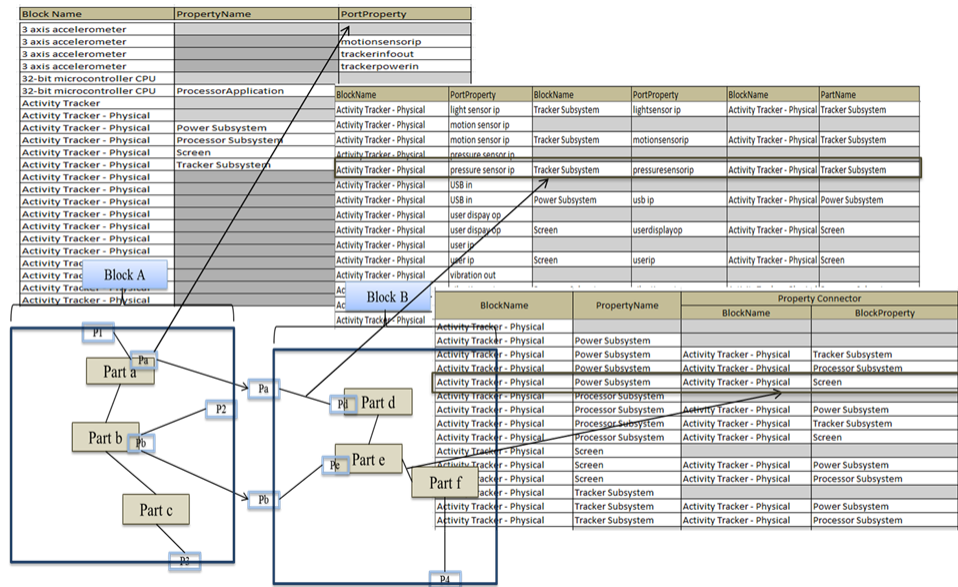 Block Name PropertyName PortProperty
3 axis accelerometer
3 axis accelerometer motionsensorip
3 axis accelerometer trackerinfoout
3 axis accelerometer trackerpowerin
32-bit microcontroller CPU
32-bit microcontroller CPU ProcessorApplication
Activity Tracker
Activity Tracker - Physical
Activity Tracker - Physical Power Subsystem
Activity Tracker - Physical Processor Subsystem
Activity Tracker - Physical Screen
Activity Tracker - Physical Tracker Subsystem
Activity Tracker - Physical
Activity Tracker - Physical
Activity Tracker - Physical
Activity Tracker - Physical
Activity Tracker - Physical
Activity Tracker - Physical
Activity Tracker - Physical
Activity
Activity
Activity Tracker - Physical
Activity Tracker - Physical
BlockName PortProperty BlockName PortProperty BlockName PartName
Activity Tracker - Physical light sensor ip Tracker Subsystem lightsensor ip Activity Tracker - Physical Tracker Subsystem
Activity Tracker - Physical motion sensor ip
Activity Tracker - Physical motion sensor ip Tracker Subsystem motionsensorip Activity Tracker - Physical Tracker Subsystem
Activity Tracker - Physical pressure sensor ip
Activity Tracker - Physical pressure sensor ip Tracker Subsystem pressuresensorip Activity Tracker - Physical Tracker Subsystem
Activity Tracker - Physical USB in
Activity Tracker - Physical USB in Power Subsystem usb ip Activity Tracker - Physical Power Subsystem
Activity Tracker - Physical user dispay op
Activity Tracker - Physical user dispay op Screen userdisplayop Activity Tracker - Physical Screen
Activity Tracker - Physical user ip
Activity Tracker - Physical user ip Screen userip Activity Tracker - Physical Screen
Activity Tracker - Physical vibration out
Activity Tracker - Physical
BlockName PropertyName Property Connector
BlockName BlockProperty
Activity Tracker - Physical
Activity Tracker - Physical Power Subsystem
Activity Tracker - Physical Power Subsystem Activity Tracker - Physical Tracker Subsystem
Activity Tracker - Physical Power Subsystem Activity Tracker - Physical Processor Subsystem
Activity Tracker - Physical Power Subsystem Activity Tracker - Physical Screen
Activity Tracker - Physical Processor Subsystem
Activity Tracker - Physical Processor Subsystem Activity Tracker - Physical Power Subsystem
Activity Tracker - Physical Processor Subsystem Activity Tracker - Physical Tracker Subsystem
Activity Tracker - Physical Processor Subsystem Activity Tracker - Physical Screen
Activity Tracker - Physical Screen
Activity Tracker - Physical Screen Activity Tracker - Physical Power Subsystem
Tracker - Physical Screen Activity Tracker - Physical Processor Subsystem
Tracker - Physical Tracker Subsystem
Activity Tracker - Physical Tracker Subsystem Activity Tracker - Physical Power Subsystem
Activity Tracker - Physical Tracker Subsystem Activity Tracker - Physical Processor Subsystem
Block A
Block B
P1
Pa
Part a
P2
Part b
Pb
Part c
P3
Pa
Pd
Part d
Pe
Part e
Part f
Pb
P4